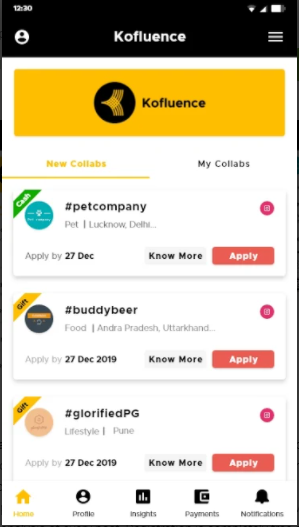 12:30
Kofluence
Kofluence
New Collabs My Collabs
Cash
#petcompany
Pet | Lucknow, Delhi...
Apply by 27 Dec Know More Apply
Gift
#buddybeer
Food | Andra Pradesh, Uttarkhand...
Apply by 27 Dec 2019 Know More Apply
Gift
#glorifiedPG
Lifestyle | Pune
Apply by 27 Dec 2019 Know More Apply
Home Profile Insights Payments Notifications